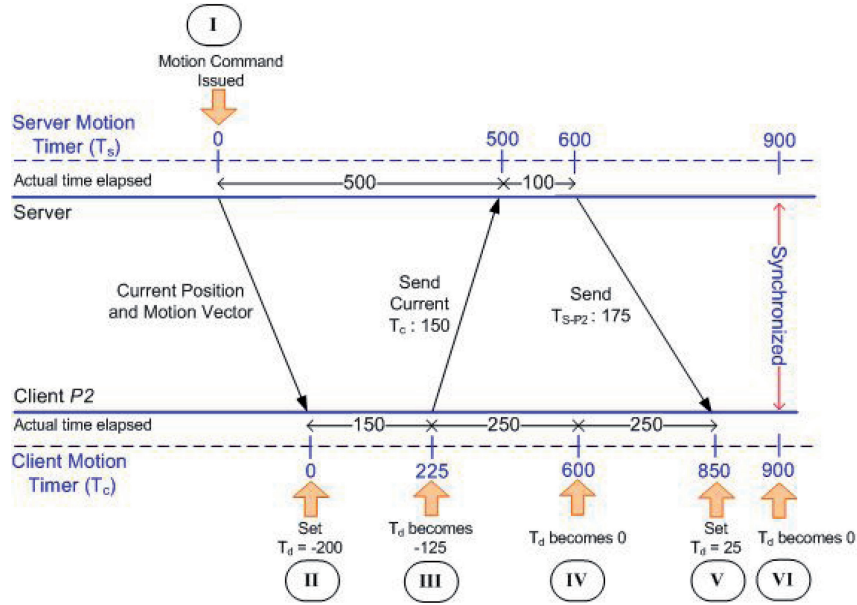 I
Motion Command
Issued
Server Motion
Timer (Ts)
0
500
600
900
Actual time elapsed
500
100
Server
Current Position
and Motion Vector
Send
Current
Tc : 150
Send
TS-P2 : 175
Synchronized
Client P2
Actual time elapsed
150
250
250
Client Motion
Timer (Tc)
0
225
600
850
900
Set
Td = -200
Td becomes
-125
Td becomes 0
Set
Td = 25
Td becomes 0
II
III
IV
V
VI